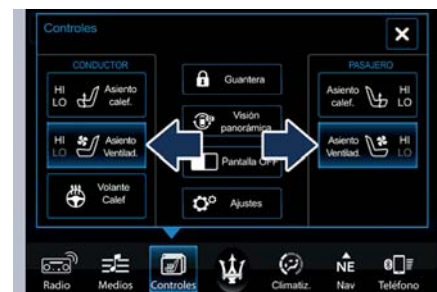 Controles
CONDUCTOR
PASAJERO
HI
LO
Asiento
calef.
Guantera
Asiento
calef.
HI
LO
HI
LO
Asiento
Ventilad.
Visión
panorámica
Asiento
Ventilad.
HI
LO
Pantalla OFF
Volante
Calef
Ajustes
Radio
Medios
Controles
Climatiz.
NE
Nav
Teléfono